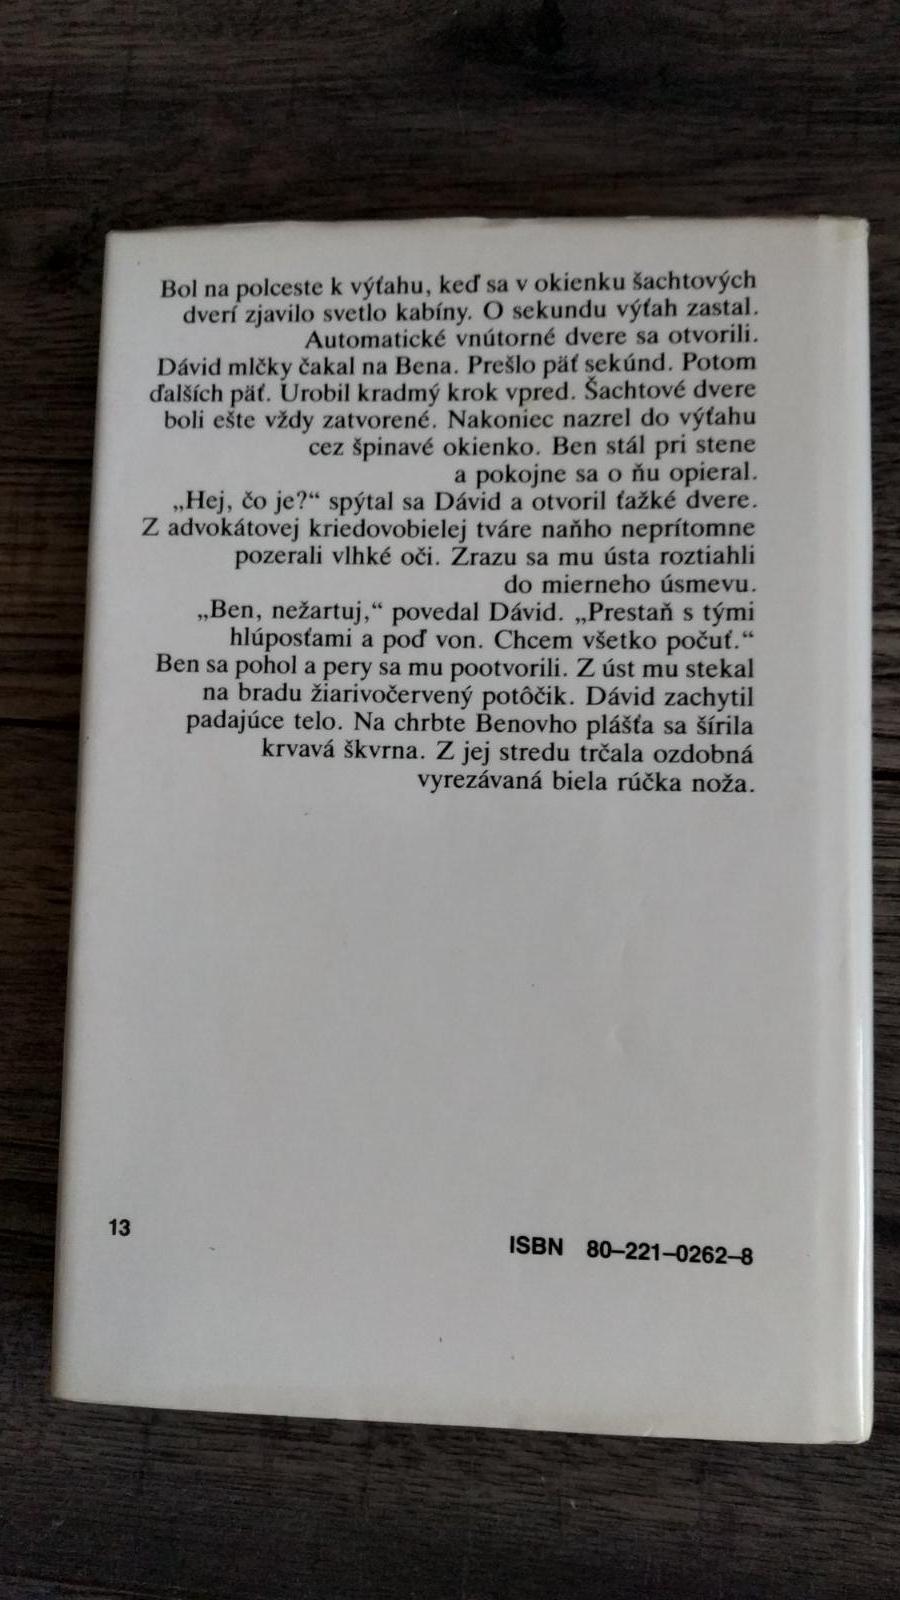 Bol na polceste k výťahu, keď sa v okienku šachtových
dverí zjavilo svetlo kabíny. O sekundu výťah zastal.
Automatické vnútorné dvere sa otvorili.
Dávid mlčky čakal na Bena. Prešlo päť sekúnd. Potom
ďalších päť. Urobil kradmý krok vpred. Šachtové dvere
boli ešte vždy zatvorené. Nakoniec nazrel do výťahu
cez špinavé okienko. Ben stál pri stene
a pokojne sa o ňu opieral.
„Hej, čo je?“ spýtal sa Dávid a otvoril ťažké dvere.
Z advokátovej kriedovobielej tváre naňho neprítomne
pozerali vlhké oči. Zrazu sa mu ústa roztiahli
do mierneho úsmevu.
„Ben, nežartuj,“ povedal Dávid. „Prestaň s tými
hlúposťami a poď von. Chcem všetko počuť.“
Ben sa pohol a pery sa mu pootvorili. Z úst mu stekal
na bradu žiarivočervený potôčik. Dávid zachytil
padajúce telo. Na chrbte Benovho plášťa sa šírila
krvavá škvrna. Z jej stredu trčala ozdobná
vyrezávaná biela rúčka noža.
13
ISBN 80–221–0262–8